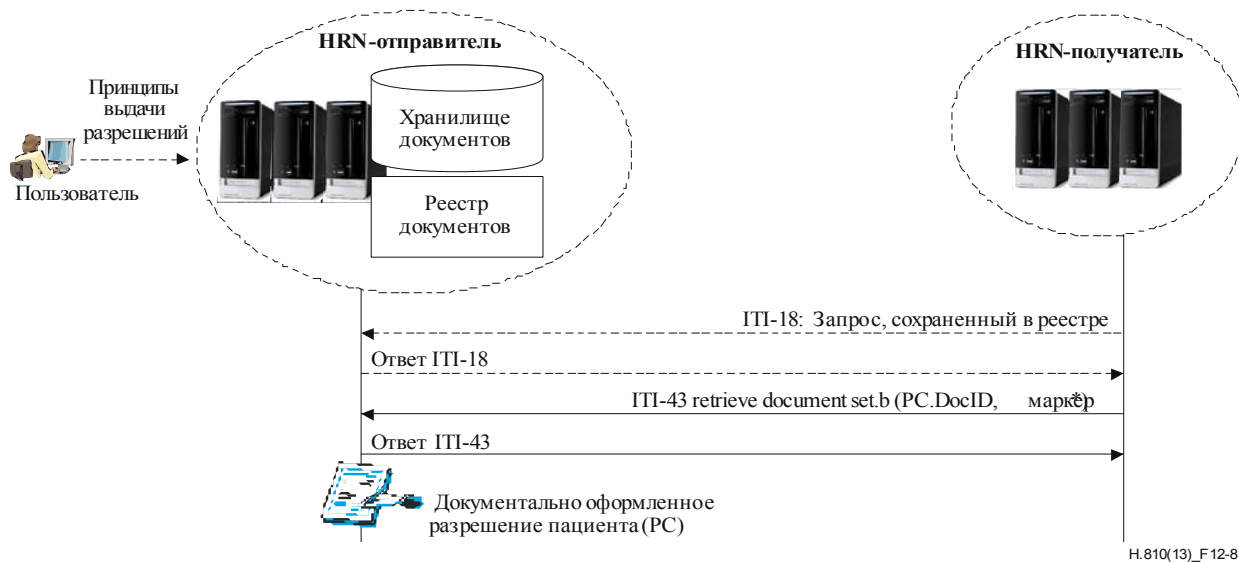 HRN-отправитель
HRN-получатель
Принципы
выдачи
разрешений
Хранилище
документов
Пользователь
Реестр
документов
ITI-18: Запрос, сохраненный в реестре
Ответ ITI-18
ITI-43 retrieve document set.b (PC.DocID, маркер*)
Ответ ITI-43
Документально оформленное
разрешение пациента (PC)
H.810(13)_F12-8